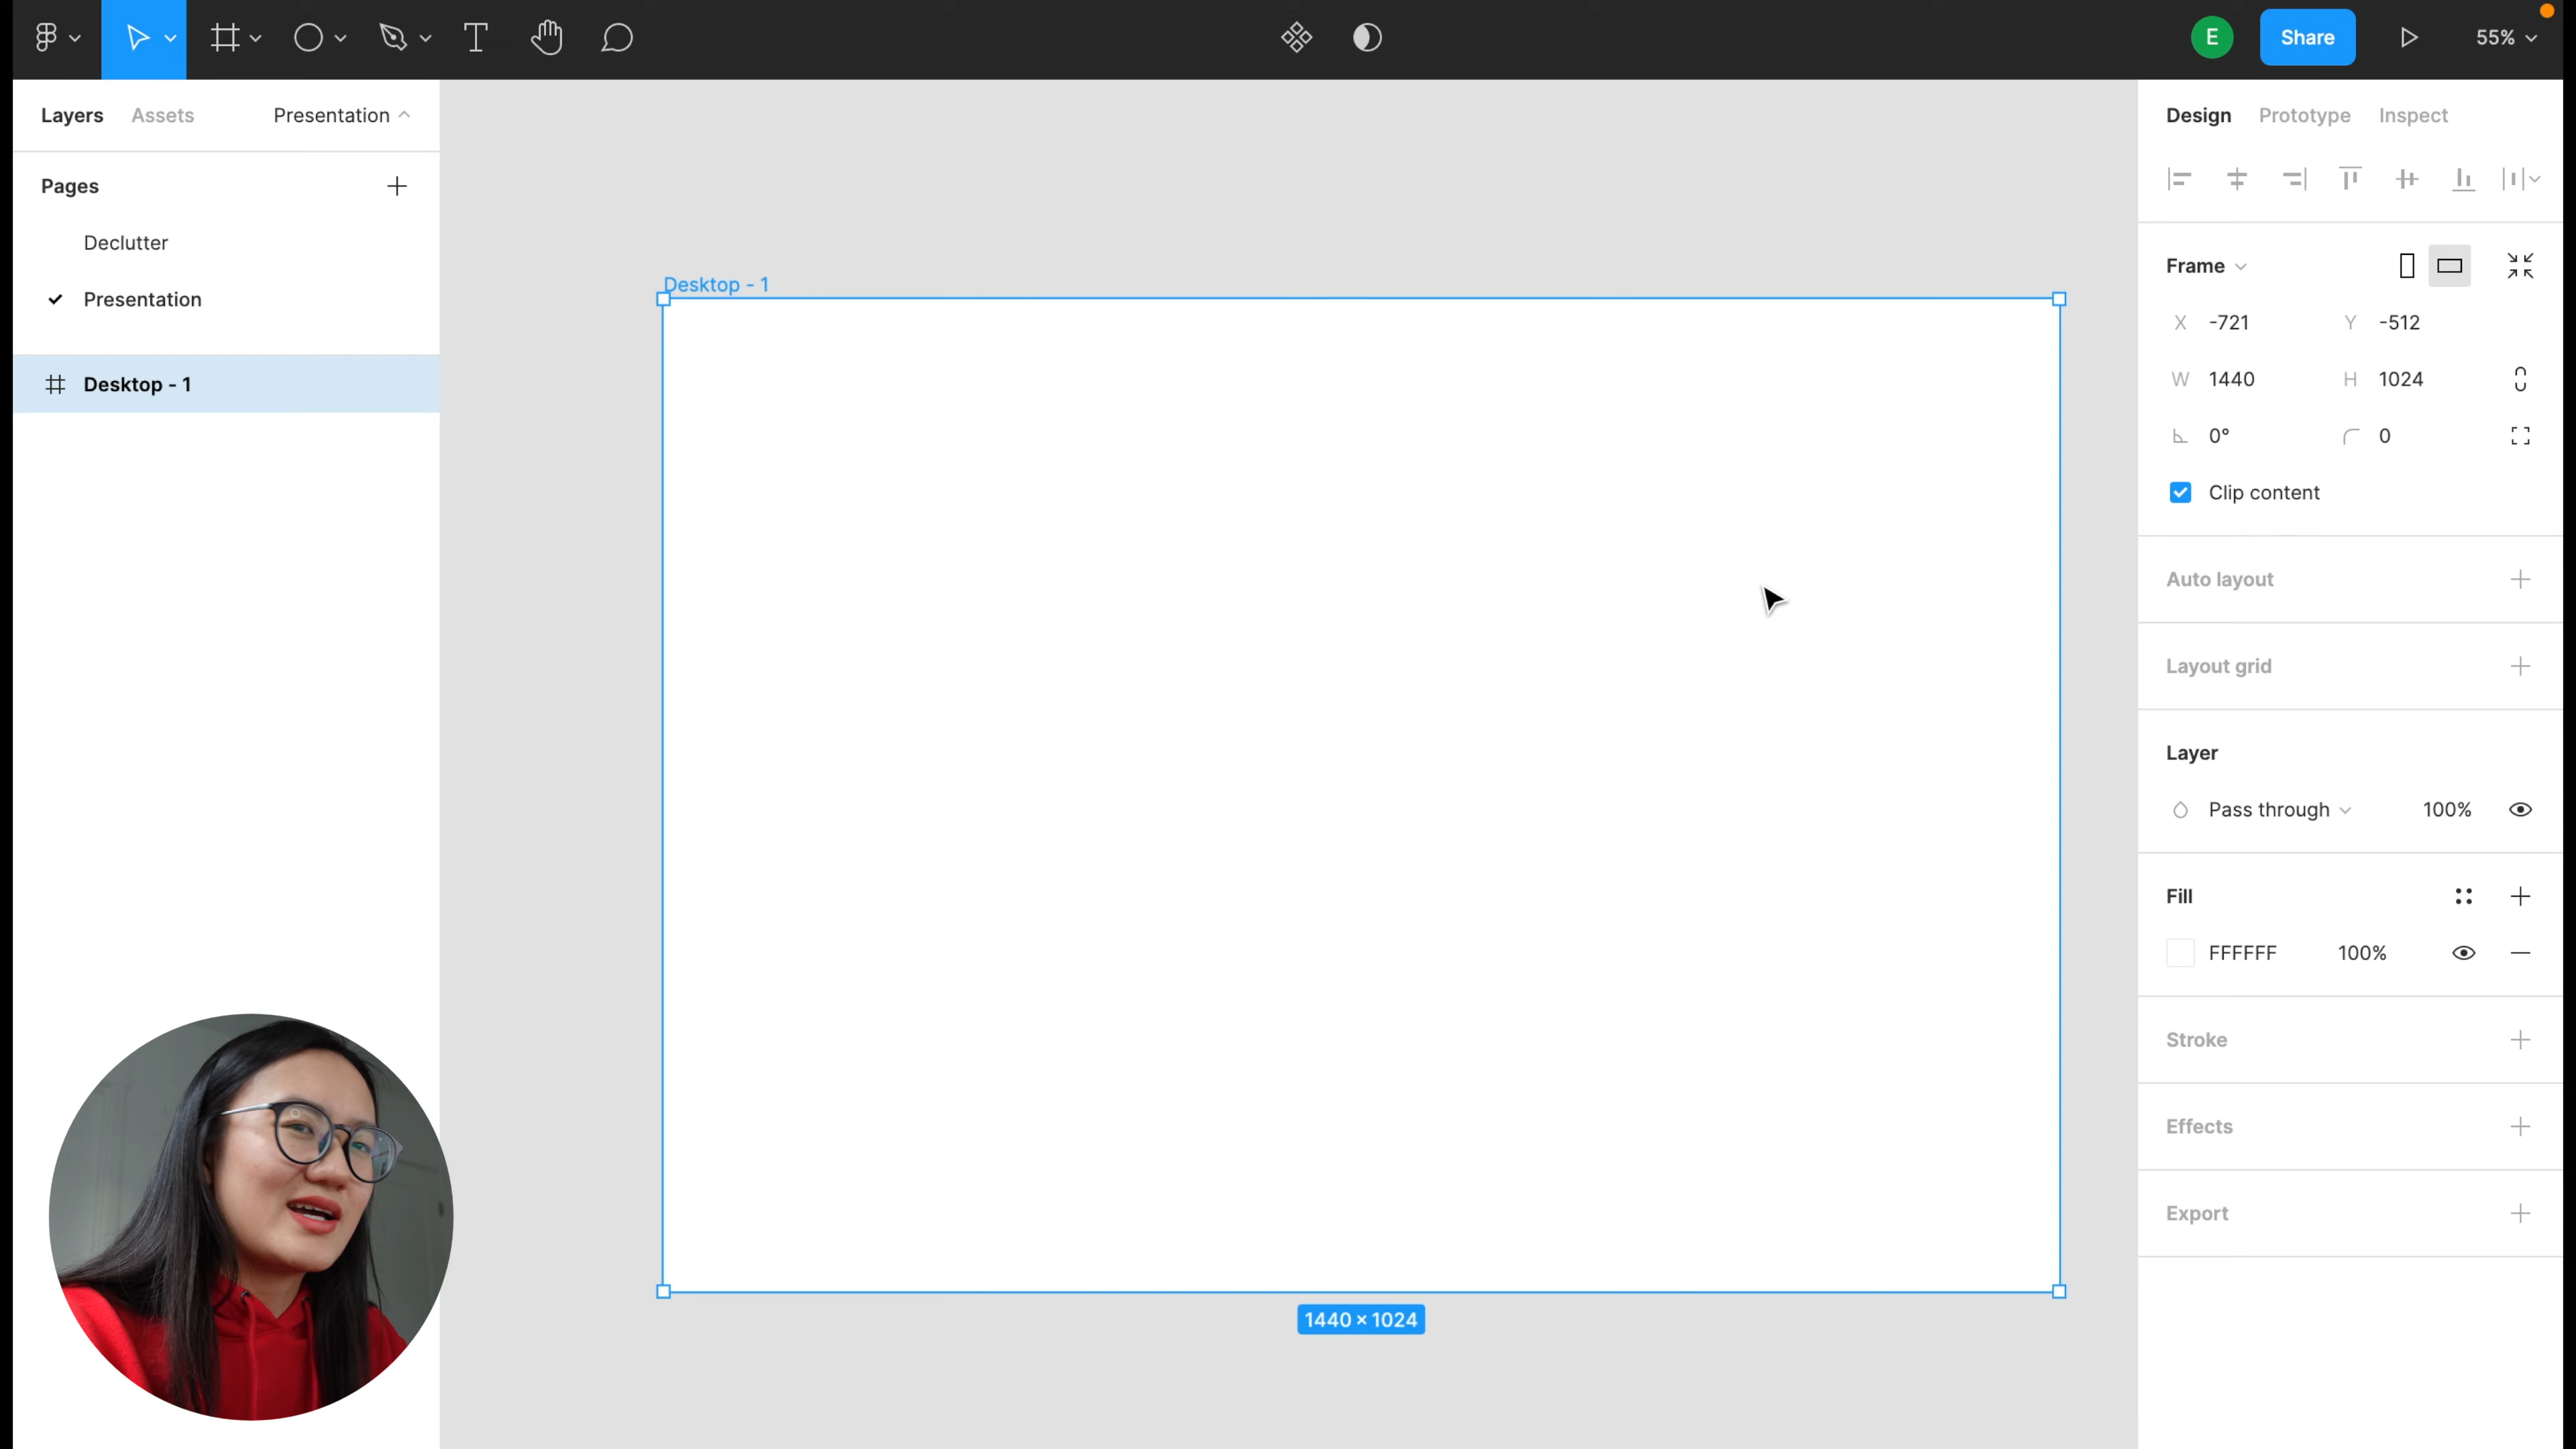 E
Share
55%
Layers Assets Presentation
Pages
Declutter
Presentation
Desktop - 1
Desktop - 1
1440 × 1024
Design Prototype Inspect
Frame
X -721 Y -512
W 1440 H 1024
0° 0
Clip content
Auto layout
Layout grid
Layer
Pass through 100%
Fill
FFFFFF 100%
Stroke
Effects
Export